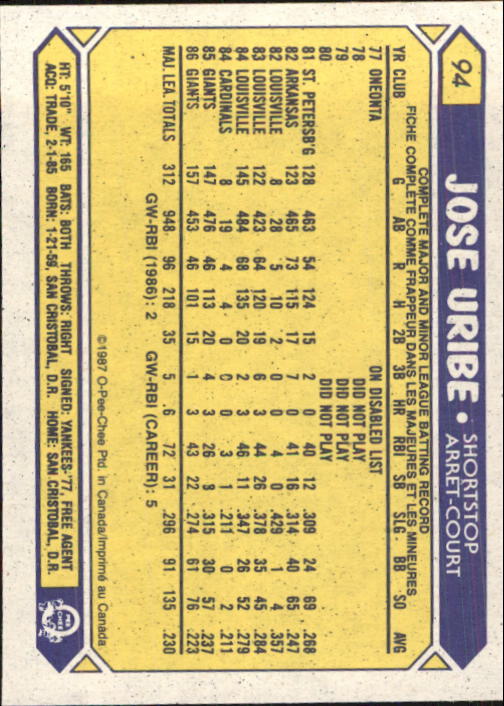 94
JOSE URIBE • SHORTSTOP
ARRET-COURT
COMPLETE MAJOR AND MINOR LEAGUE BATTING RECORD
FICHE COMPLÈTE COMME FRAPPEUR DANS LES MAJEURES ET LES MINEURES
YR CLUB G AB R H 2B 3B HR RBI SB SLG. BB SO AVG
77 ONEONTA ON DISABLED LIST
78 DID NOT PLAY
79 DID NOT PLAY
80 DID NOT PLAY
81 ST. PETERSB'G 128 463 54 124 15 2 0 40 12 .309 24 69 .268
82 ARKANSAS 123 465 73 115 17 7 0 41 16 .314 40 65 .247
82 LOUISVILLE 8 28 5 10 2 0 0 4 0 .429 1 4 .357
83 LOUISVILLE 122 423 64 120 19 6 3 44 26 .378 35 45 .284
84 LOUISVILLE 145 484 68 135 20 2 3 46 11 .347 26 52 .279
84 CARDINALS 8 19 4 4 0 0 0 3 1 .211 0 2 .211
85 GIANTS 147 476 46 113 20 4 3 26 8 .315 30 57 .237
86 GIANTS 157 453 46 101 15 1 3 43 22 .274 61 76 .223
MAJ. LEA. TOTALS 312 948 96 218 35 5 6 72 31 .296 91 135 .230
GW-RBI (1986): 2 GW-RBI (CAREER): 5
©1987 O-Pee-Chee Ptd. in Canada/Imprimé au Canada
HT: 5'10" WT: 165 BATS: BOTH THROWS: RIGHT SIGNED: YANKEES-'77, FREE AGENT
ACQ: TRADE, 2-1-85 BORN: 1-21-59, SAN CRISTOBAL, D.R. HOME: SAN CRISTOBAL, D.R.
O
PEE
CHEE